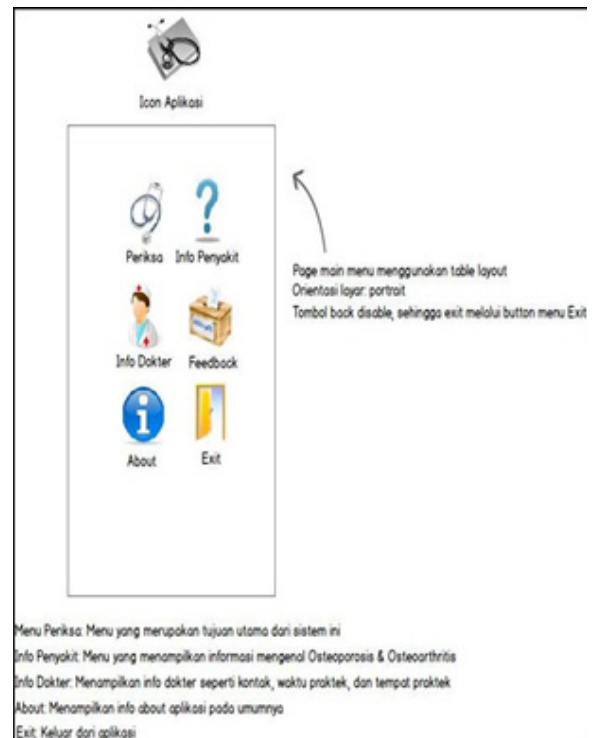 Icon Aplikasi
Periksa Info Penyakit
Page main menu menggunakan table layout
Orientasi layar: portrait
Tombol back disable, sehingga exit melalui button menu Exit
Info Dokter Feedback
About Exit
Menu Periksa: Menu yang merupakan tujuan utama dari sistem ini
Info Penyakit: Menu yang menampilkan informasi mengenai Osteoporosis & Osteoarthritis
Info Dokter: Menampilkan info dokter seperti kontak, waktu praktek, dan tempat praktek
About: Menampilkan info about aplikasi pada umumnya
Exit: Keluar dari aplikasi